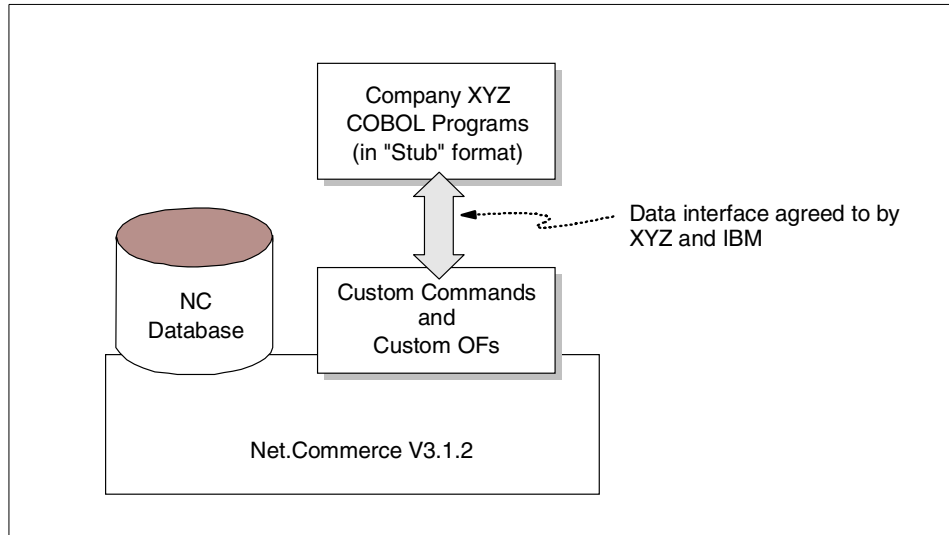 Company XYZ
COBOL Programs
(in "Stub" format)
Data interface agreed to by
XYZ and IBM
NC
Database
Custom Commands
and
Custom OFs
Net.Commerce V3.1.2